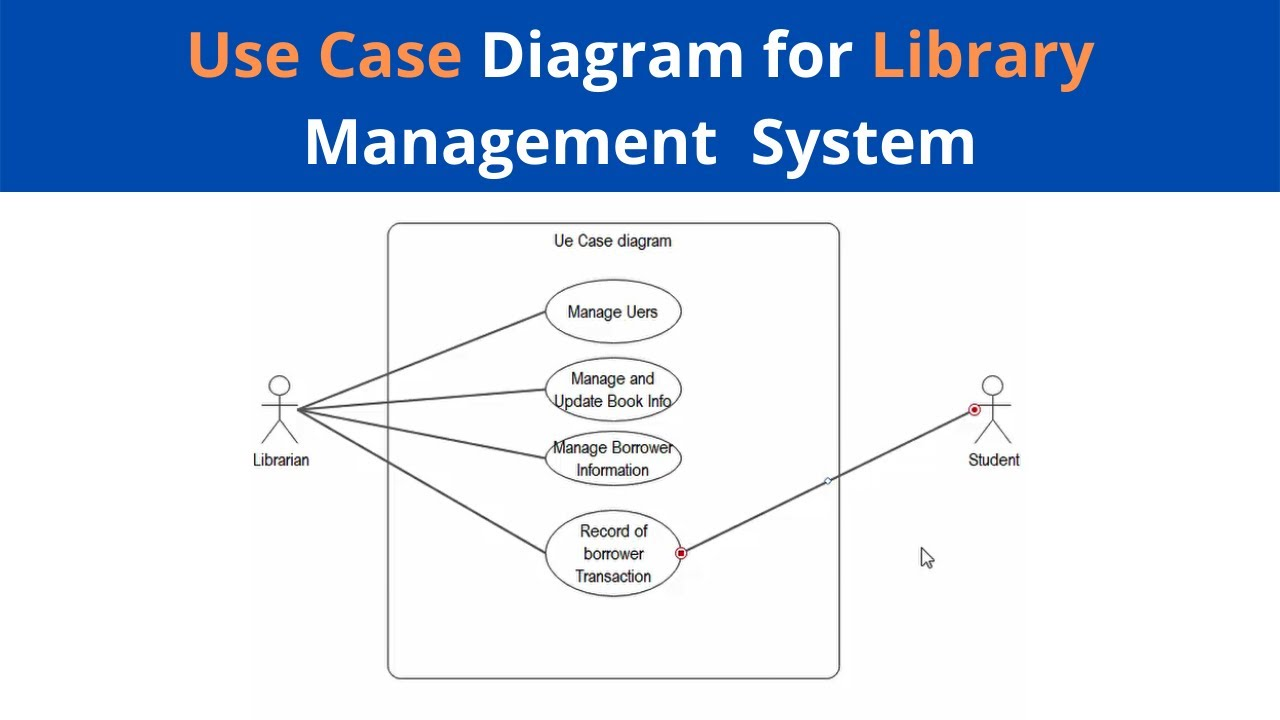 Use Case Diagram for Library
Management System
Ue Case diagram
Manage Uers
Manage and
Update Book Info
Manage Borrower
Information
Record of
borrower
Transaction
Librarian
Student